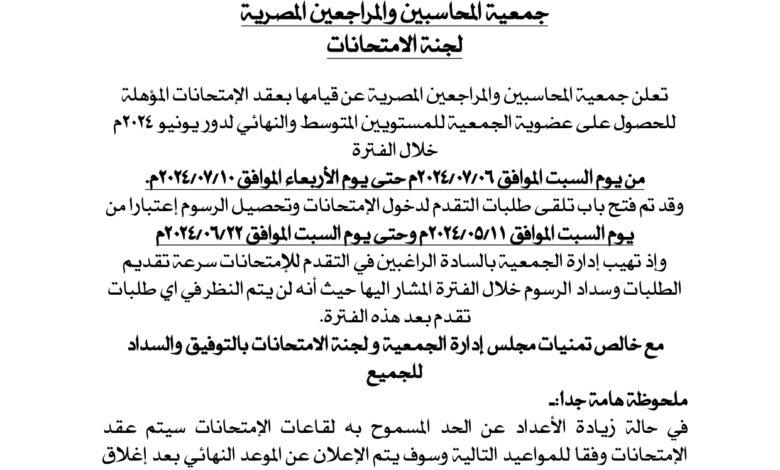 جمعية المحاسبين والمراجعين المصرية
لجنة الامتحانات
تعلن جمعية المحاسبين والمراجعين المصرية عن قيامها بعقد الإمتحانات المؤهلة
للحصول على عضوية الجمعية للمستويين المتوسط والنهائي لدور يونيو ٢٠٢٤م
خلال الفترة
من يوم السبت الموافق ٢٠٢٤/٠٧/٠٦م حتى يوم الأربعاء الموافق ٢٠٢٤/٠٧/١٠م.
وقد تم فتح باب تلقى طلبات التقدم لدخول الإمتحانات وتحصيل الرسوم إعتبارا من
يوم السبت الموافق ٢٠٢٤/٠٥/١١م وحتى يوم السبت الموافق ٢٠٢٤/٠٦/٢٢م
وإذ تهيب إدارة الجمعية بالسادة الراغبين في التقدم للإمتحانات سرعة تقديم
الطلبات وسداد الرسوم خلال الفترة المشار اليها حيث أنه لن يتم النظر في اي طلبات
تقدم بعد هذه الفترة.
مع خالص تمنيات مجلس إدارة الجمعية و لجنة الامتحانات بالتوفيق والسداد
للجميع
ملحوظة هامة جدا:ـ
في حالة زيادة الأعداد عن الحد المسموح به لقاعات الإمتحانات سيتم عقد
الإمتحانات وفقا للمواعيد التالية وسوف يتم الإعلان عن الموعد النهائي بعد إغلاق